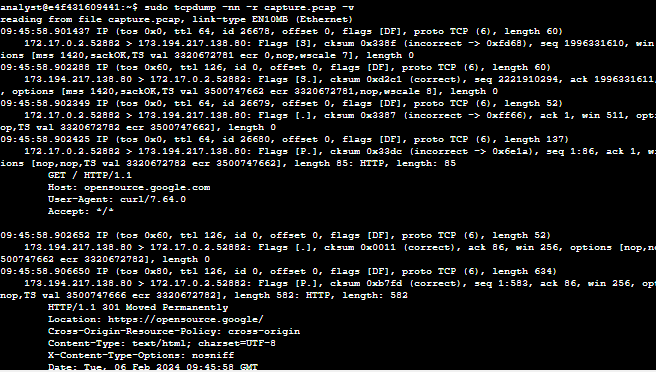 analyst@e4f431609941:~$ sudo tcpdump -nn -r capture.pcap -v
reading from file capture.pcap, link-type EN10MB (Ethernet)
09:45:58.901437 IP (tos 0x0, ttl 64, id 26678, offset 0, flags [DF], proto TCP (6), length 60)
172.17.0.2.52882 > 173.194.217.138.80: Flags [S], cksum 0x338f (incorrect -> 0xfd68), seq 1996331610, win
ions [mss 1420,sackOK,TS val 3320672781 ecr 0,nop,wscale 7], length 0
09:45:58.902288 IP (tos 0x60, ttl 126, id 0, offset 0, flags [DF], proto TCP (6), length 60)
173.194.217.138.80 > 172.17.0.2.52882: Flags [S.], cksum 0xd2c1 (correct), seq 2221910294, ack 1996331611,
, options [mss 1420,sackOK,TS val 3500747662 ecr 3320672781,nop,wscale 8], length 0
09:45:58.902349 IP (tos 0x0, ttl 64, id 26679, offset 0, flags [DF], proto TCP (6), length 52)
172.17.0.2.52882 > 173.194.217.138.80: Flags [.], cksum 0x3387 (incorrect -> 0xff66), ack 1, win 511, opti
op,TS val 3320672782 ecr 3500747662], length 0
09:45:58.902425 IP (tos 0x0, ttl 64, id 26680, offset 0, flags [DF], proto TCP (6), length 137)
172.17.0.2.52882 > 173.194.217.138.80: Flags [P.], cksum 0x33dc (incorrect -> 0x6e1a), seq 1:86, ack 1, wi
ions [nop,nop,TS val 3320672782 ecr 3500747662], length 85: HTTP, length: 85
GET / HTTP/1.1
Host: opensource.google.com
User-Agent: curl/7.64.0
Accept: */*
09:45:58.902652 IP (tos 0x60, ttl 126, id 0, offset 0, flags [DF], proto TCP (6), length 52)
173.194.217.138.80 > 172.17.0.2.52882: Flags [.], cksum 0x0011 (correct), ack 86, win 256, options [nop,no
500747662 ecr 3320672782], length 0
09:45:58.906650 IP (tos 0x80, ttl 126, id 0, offset 0, flags [DF], proto TCP (6), length 634)
173.194.217.138.80 > 172.17.0.2.52882: Flags [P.], cksum 0xb7fd (correct), seq 1:583, ack 86, win 256, opt
nop,TS val 3500747666 ecr 3320672782], length 582: HTTP, length: 582
HTTP/1.1 301 Moved Permanently
Location: https://opensource.google/
Cross-Origin-Resource-Policy: cross-origin
Content-Type: text/html; charset=UTF-8
X-Content-Type-Options: nosniff
Date: Tue, 06 Feb 2024 09:45:58 GMT